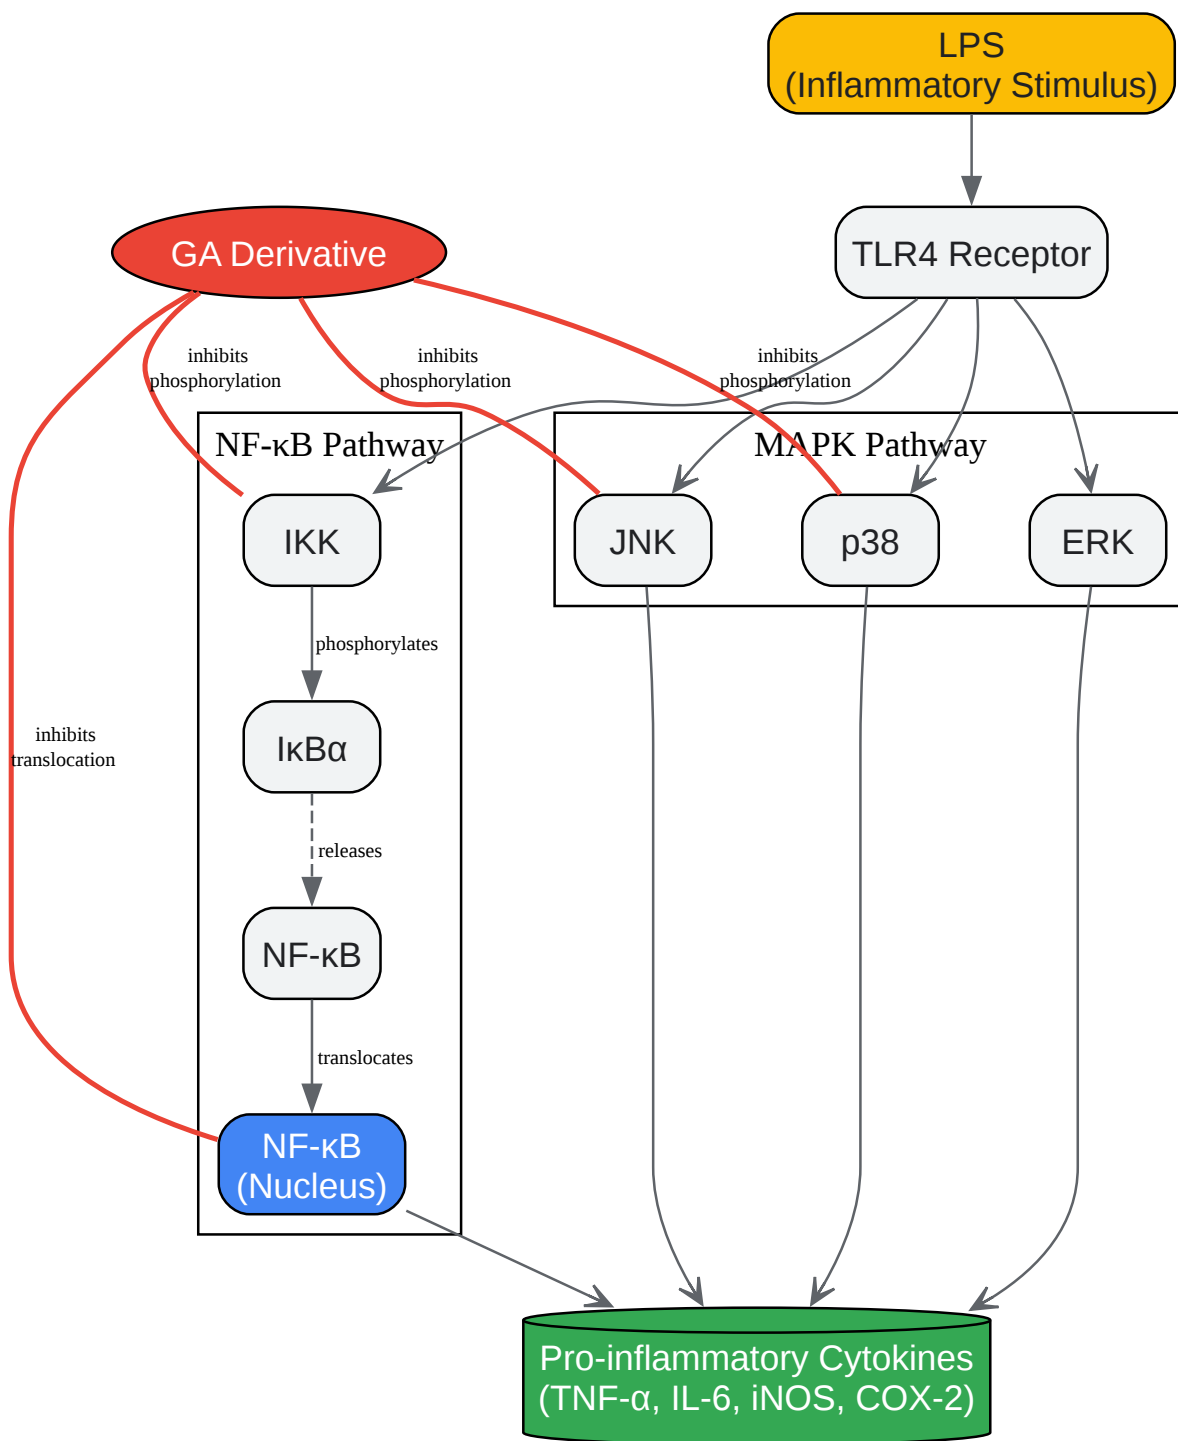 LPS
(Inflammatory Stimulus)
GA Derivative
TLR4 Receptor
inhibits
phosphorylation
inhibits
phosphorylation
inhibits
phosphorylation
NF-κB Pathway
MAPK Pathway
IKK
JNK
p38
ERK
phosphorylates
inhibits
translocation
IκBα
releases
NF-κB
translocates
NF-κB
(Nucleus)
Pro-inflammatory Cytokines
(TNF-α, IL-6, iNOS, COX-2)